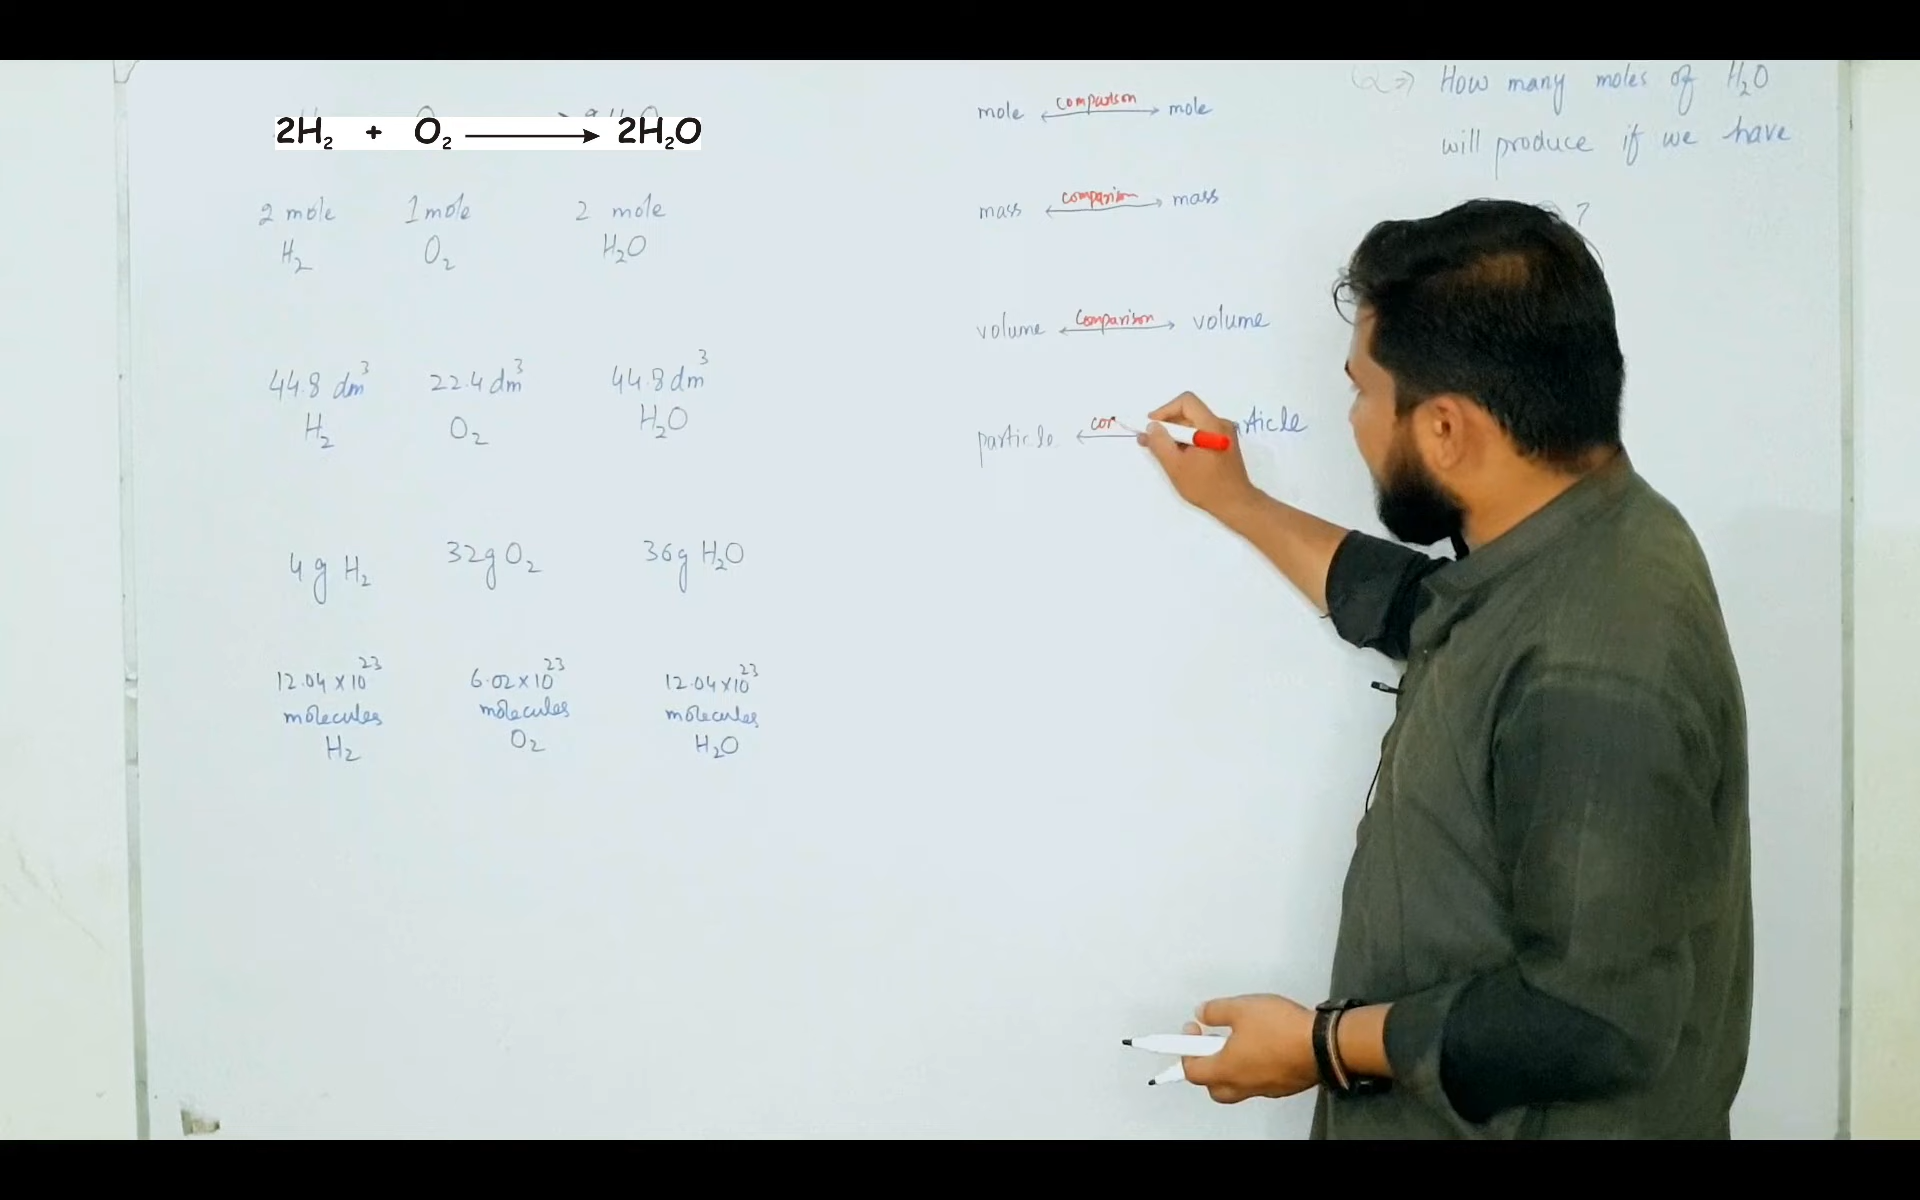 2H₂ + O₂ ⟶ 2H₂O
2 mole 1 mole 2 mole
H₂ O₂ H₂O
44.8 dm³ 22.4 dm³ 44.8 dm³
H₂ O₂ H₂O
4 g H₂ 32g O₂ 36g H₂O
12.04 × 10²³ 6.02 × 10²³ 12.04 × 10²³
molecules molecules molecules
H₂ O₂ H₂O
mole ⟷ mole
comparison
mass ⟷ mass
comparison
volume ⟷ volume
comparison
particle
Q ⇒ How many moles of H₂O
will produce if we have
?